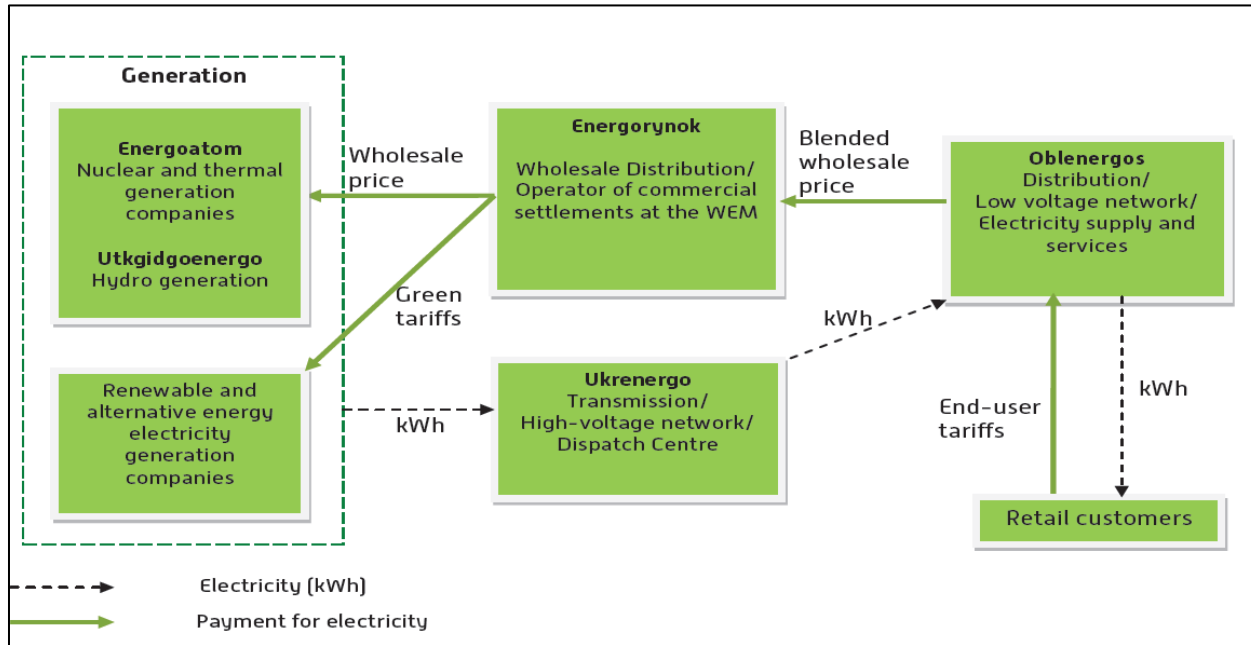 Generation
Energoatom
Nuclear and thermal
generation
companies
Utkgidgoenergo
Hydro generation
Wholesale
price
Energorynok
Wholesale Distribution/
Operator of commercial
settlements at the WEM
Blended
wholesale
price
Oblenergos
Distribution/
Low voltage network/
Electricity supply and
services
Green
tariffs
Renewable and
alternative energy
electricity
generation
companies
kWh
Ukrenergo
Transmission/
High-voltage network/
Dispatch Centre
kWh
End-user
tariffs
kWh
Retail customers
Electricity (kWh)
Payment for electricity